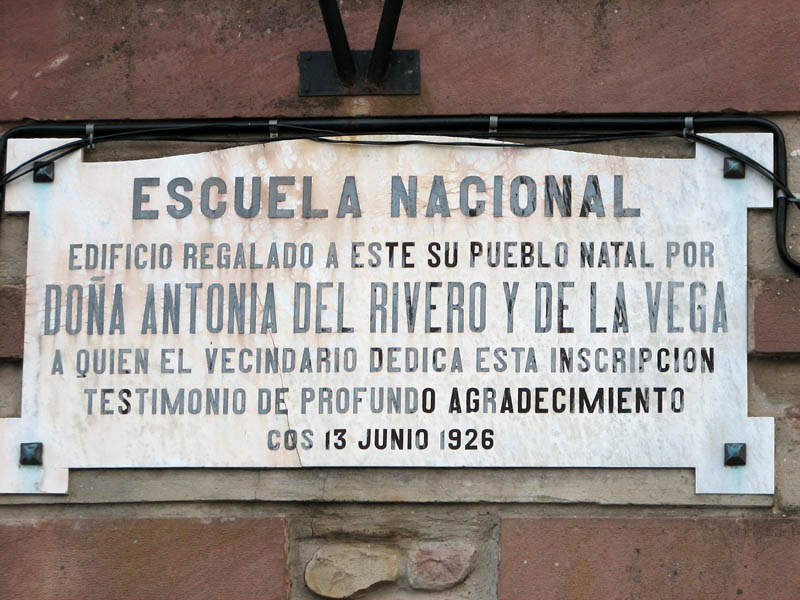 ESCUELA NACIONAL
EDIFICIO REGALADO A ESTE SU PUEBLO NATAL POR
DOÑA ANTONIA DEL RIVERO Y DE LA VEGA
A QUIEN EL VECINDARIO DEDICA ESTA INSCRIPCION
TESTIMONIO DE PROFUNDO AGRADECIMIENTO
COS 13 JUNIO 1926